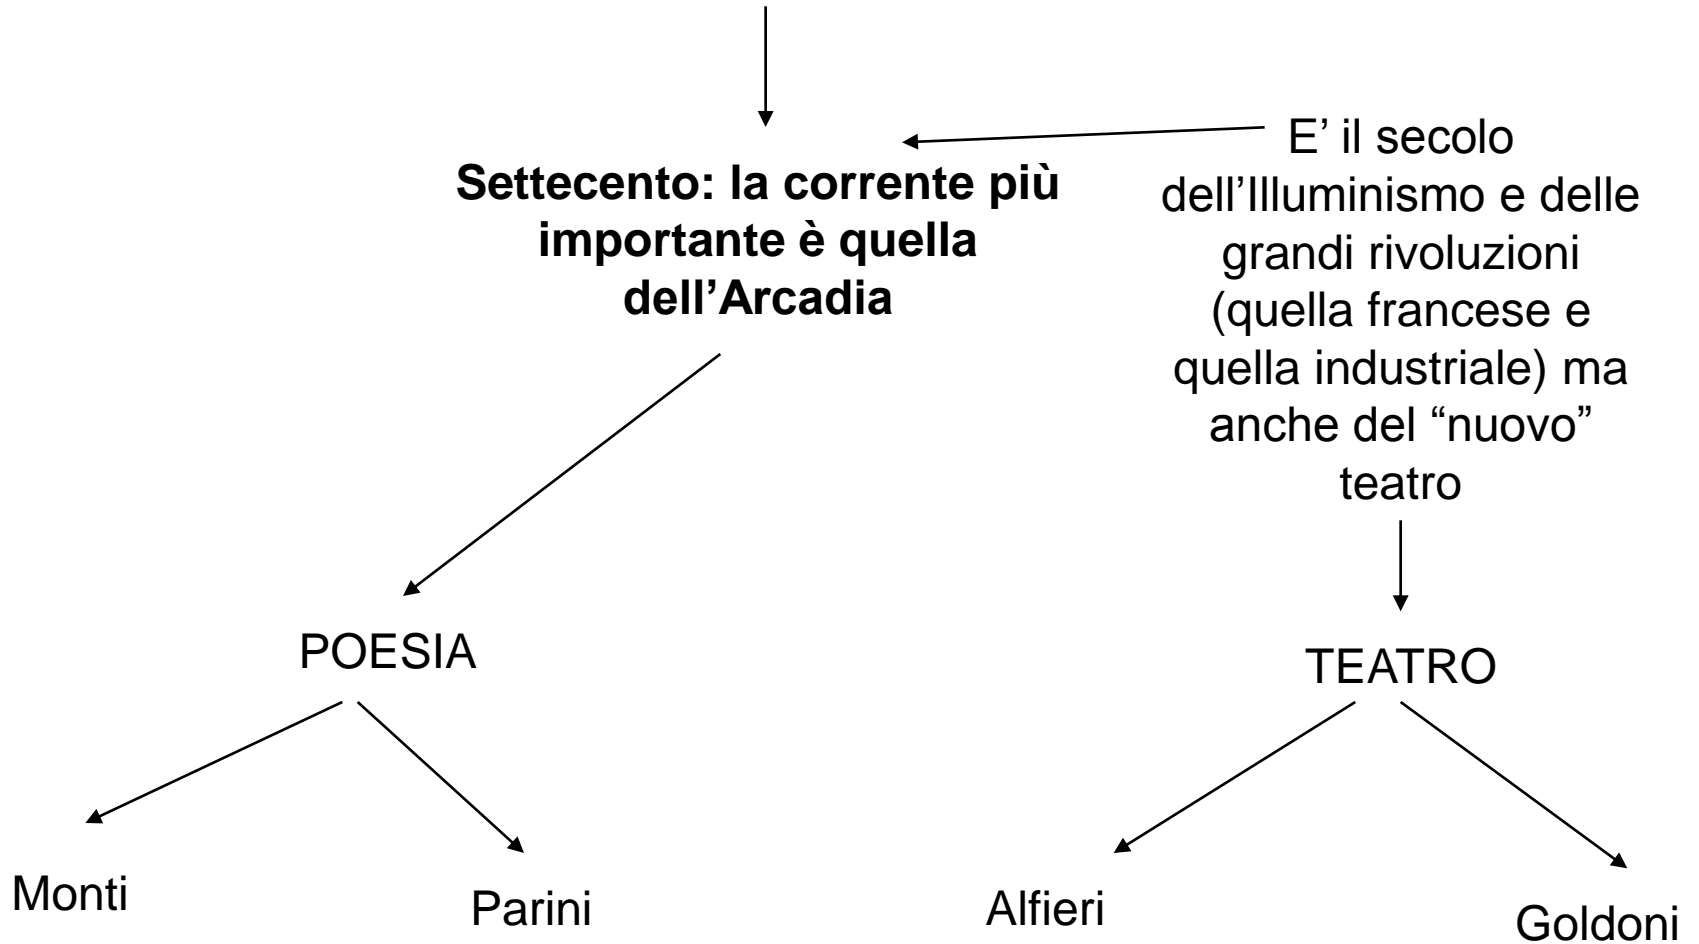 Settecento: la corrente più
importante è quella
dell’Arcadia
E’ il secolo
dell’Illuminismo e delle
grandi rivoluzioni
(quella francese e
quella industriale) ma
anche del “nuovo”
teatro
POESIA
TEATRO
Monti
Parini
Alfieri
Goldoni